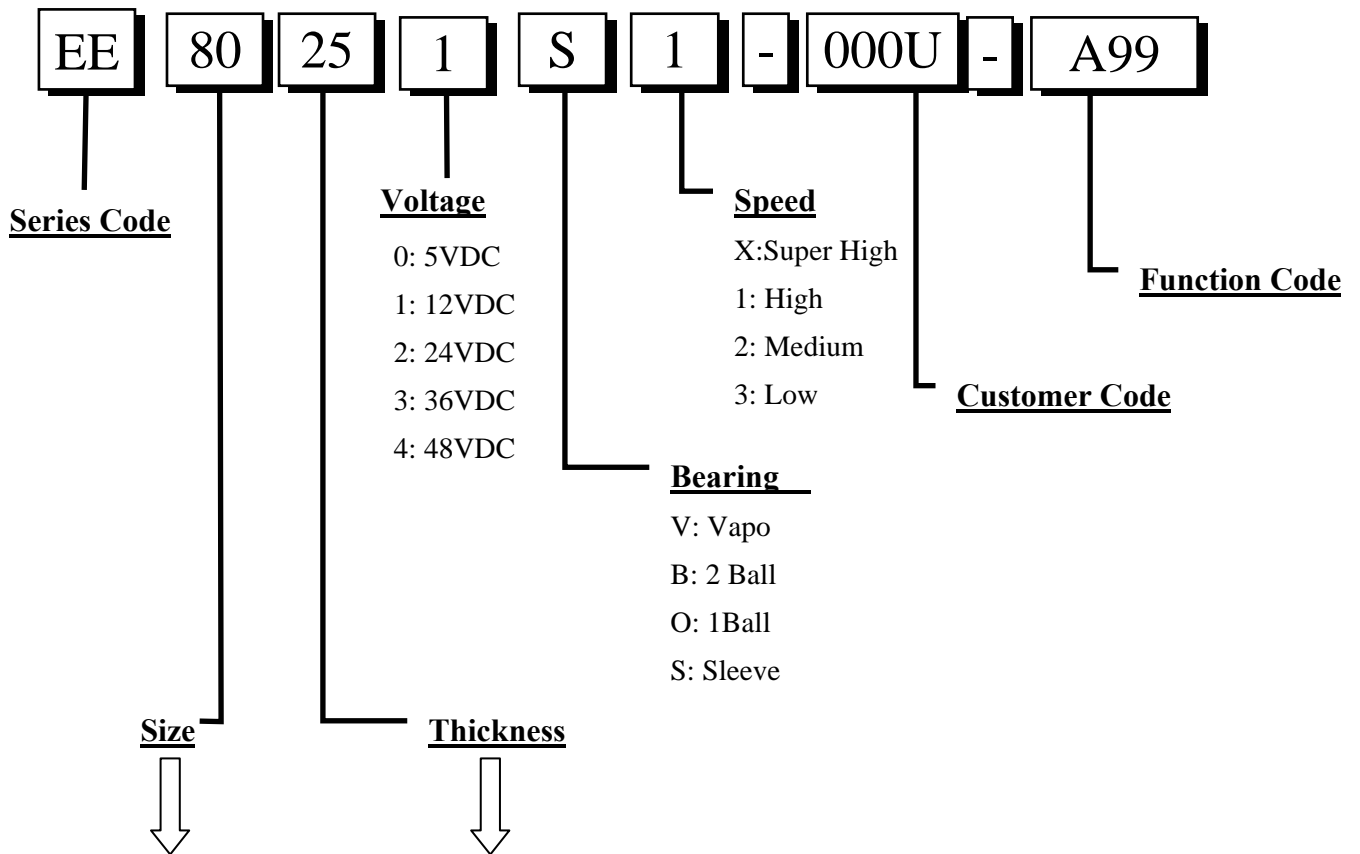 EE 80 25 1 S 1 - 000U - A99
Series Code
Voltage
0: 5VDC
1: 12VDC
2: 24VDC
3: 36VDC
4: 48VDC
Speed
X:Super High
1: High
2: Medium
3: Low
Function Code
Customer Code
Bearing
V: Vapo
B: 2 Ball
O: 1Ball
S: Sleeve
Size
Thickness